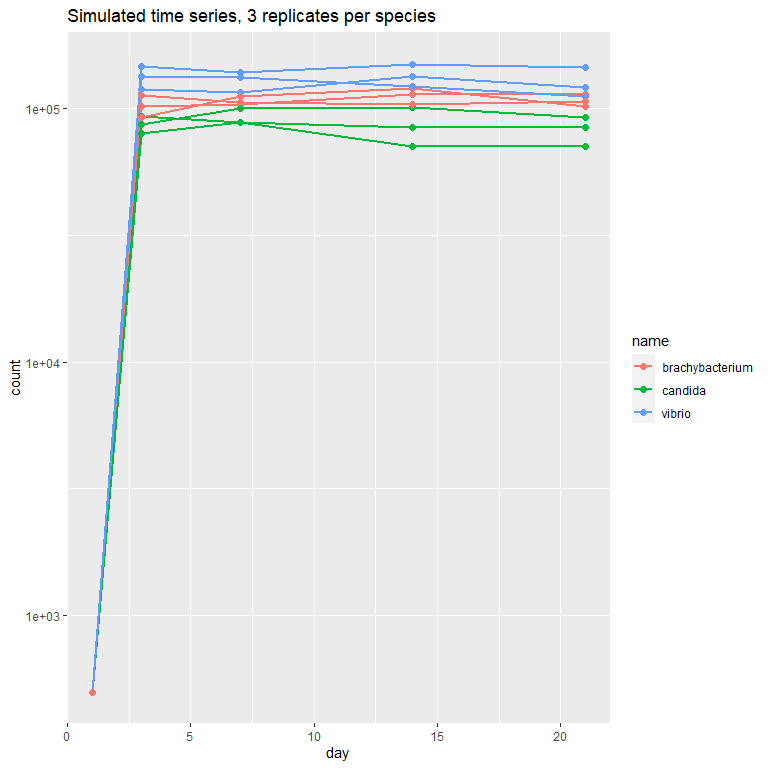 Simulated time series, 3 replicates per species
1e+05
1e+04
1e+03
count
0 5 10 15 20
day
name
brachybacterium
candida
vibrio